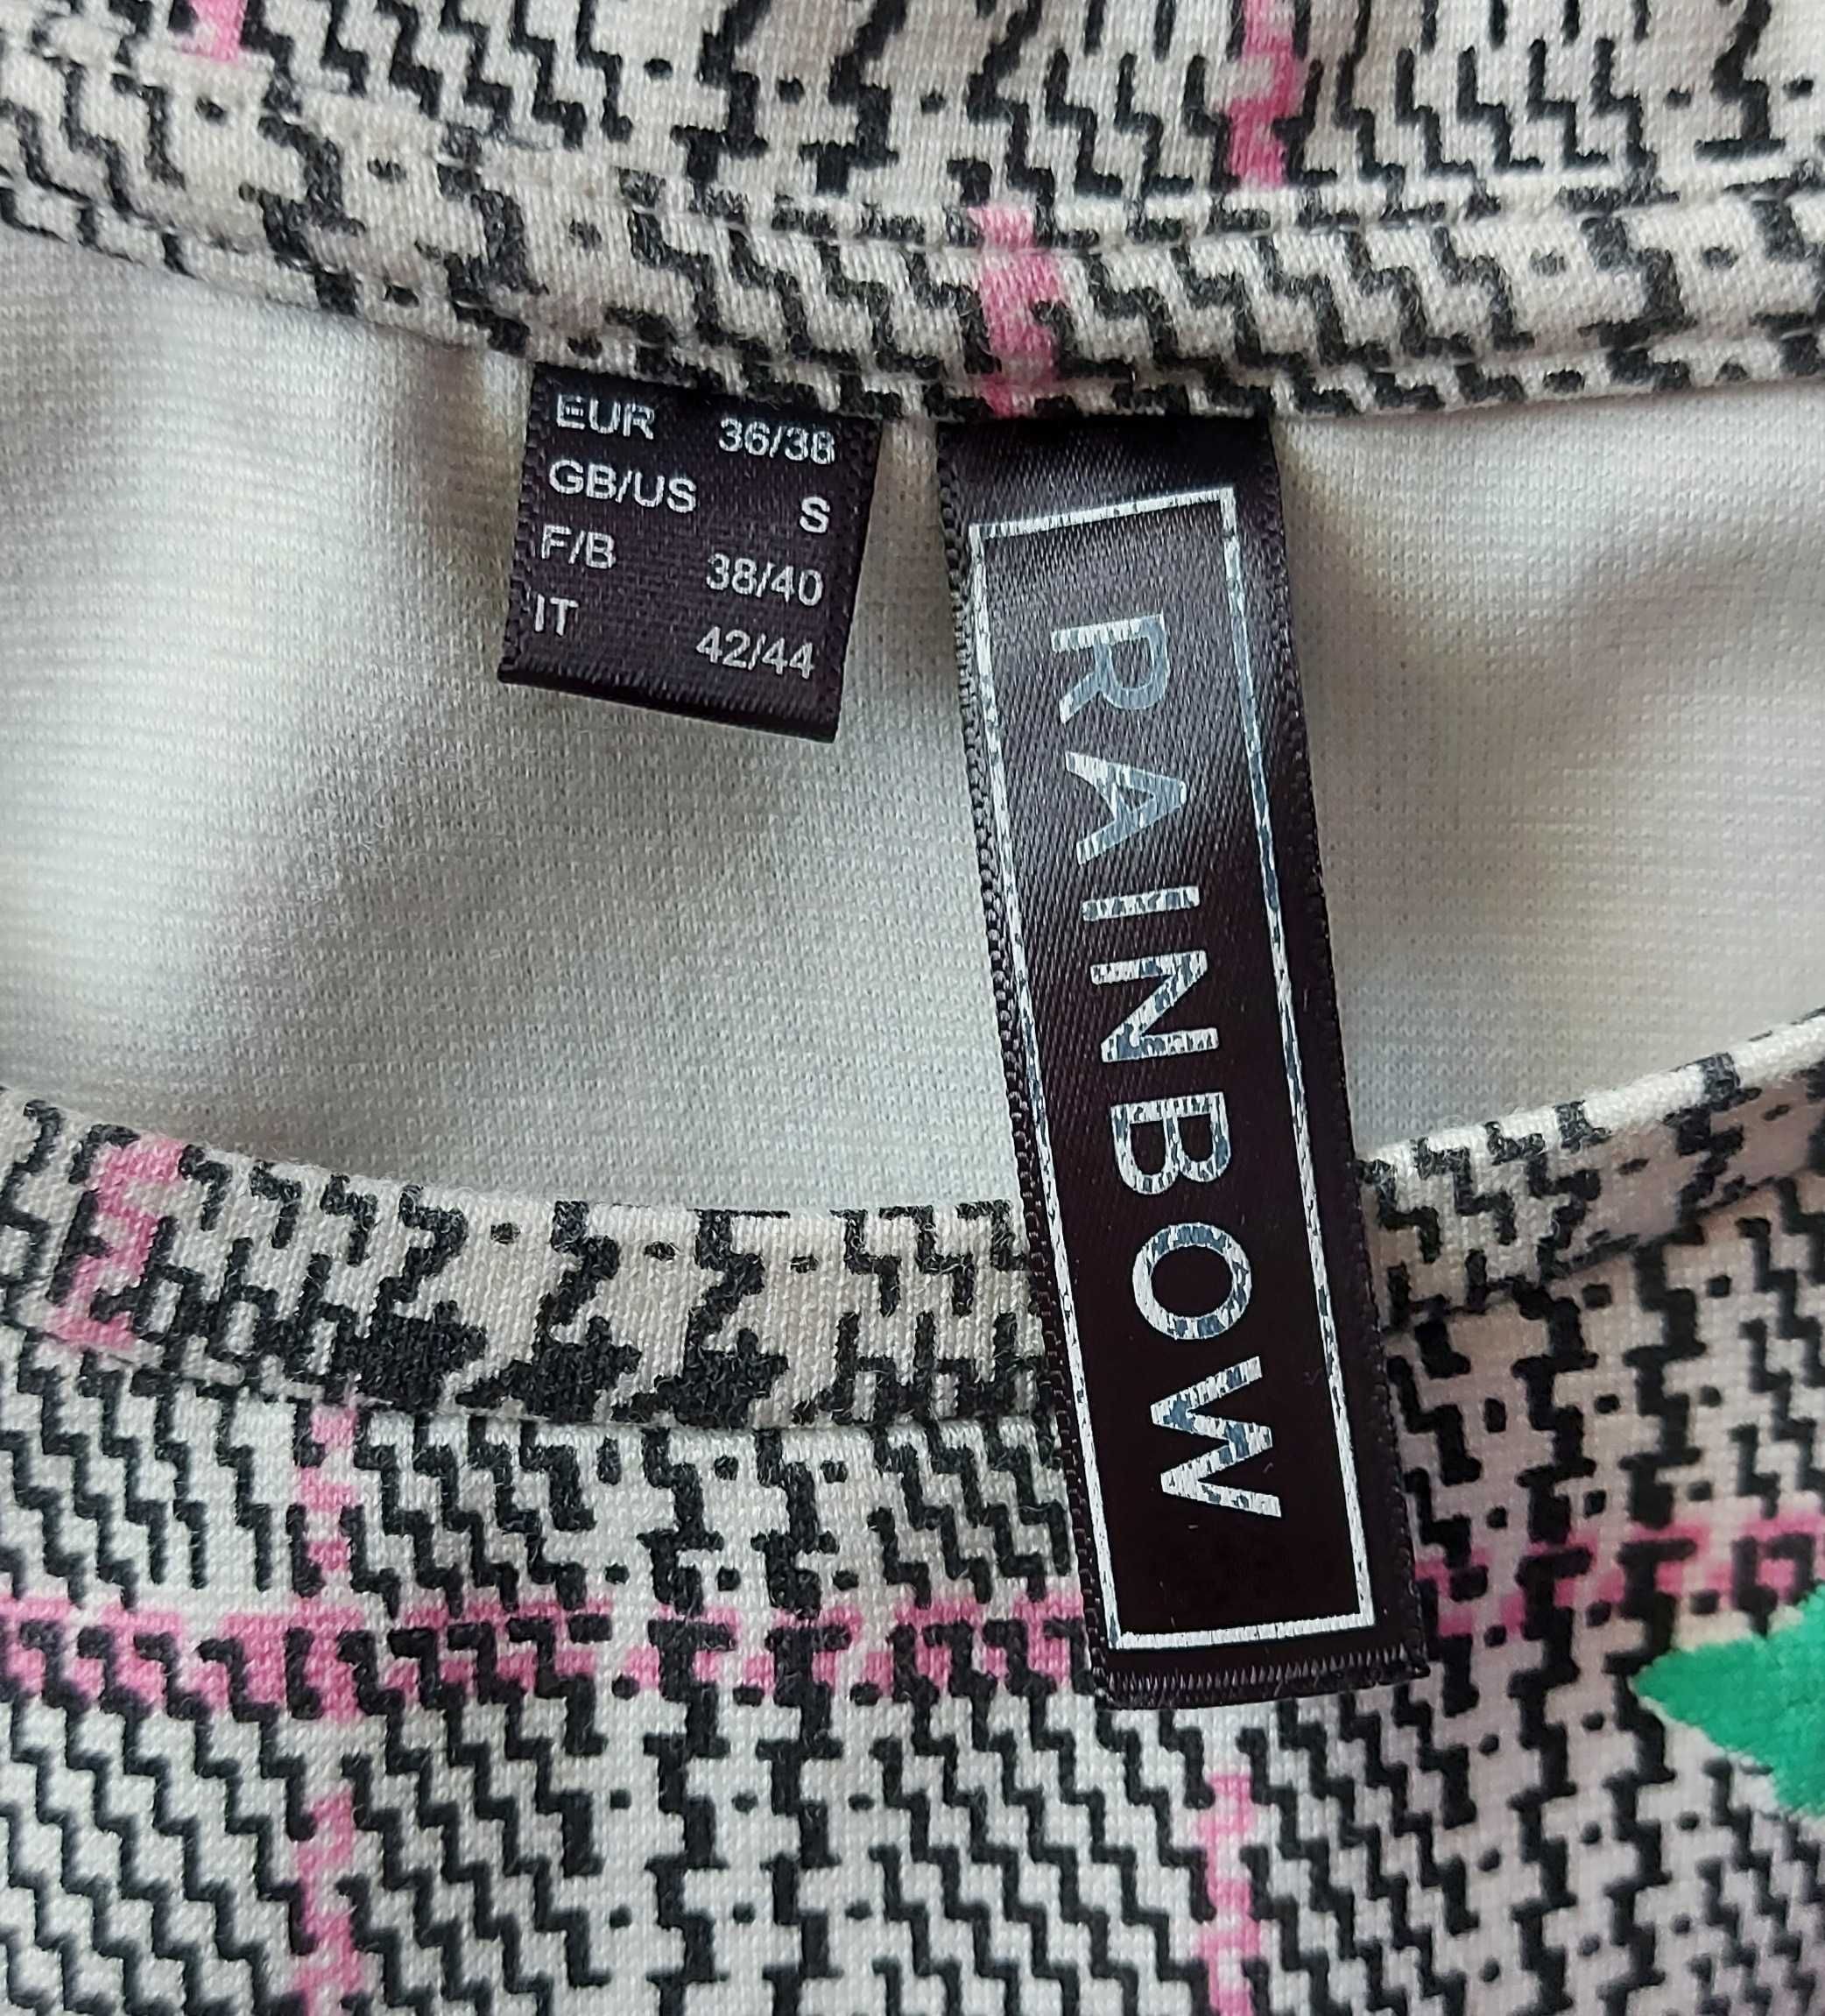 EUR 36/38
GB/US S
F/B 38/40
IT 42/44
RAINBOW